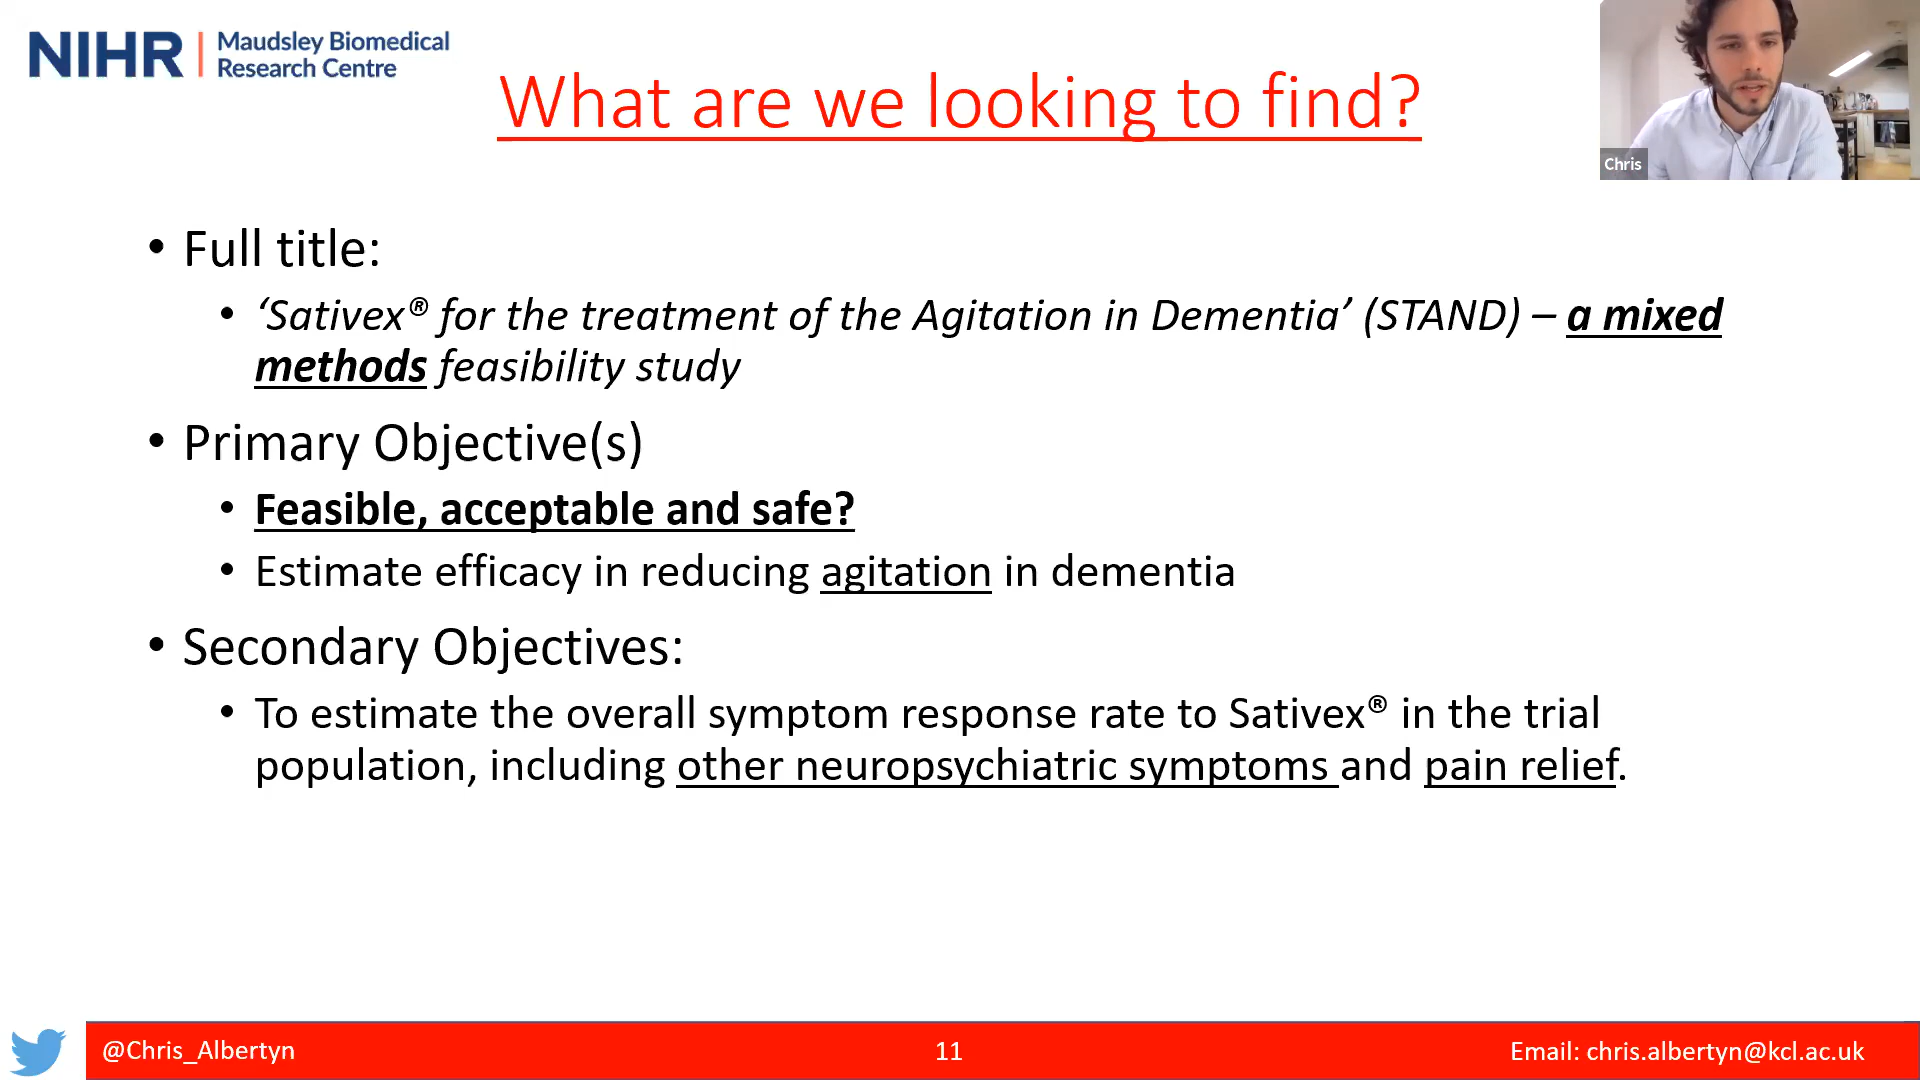 NIHR | Maudsley Biomedical
Research Centre
What are we looking to find?
Chris
• Full title:
• ‘Sativex® for the treatment of the Agitation in Dementia’ (STAND) – a mixed
methods feasibility study
• Primary Objective(s)
• Feasible, acceptable and safe?
• Estimate efficacy in reducing agitation in dementia
• Secondary Objectives:
• To estimate the overall symptom response rate to Sativex® in the trial
population, including other neuropsychiatric symptoms and pain relief.
@Chris_Albertyn
11
Email: chris.albertyn@kcl.ac.uk